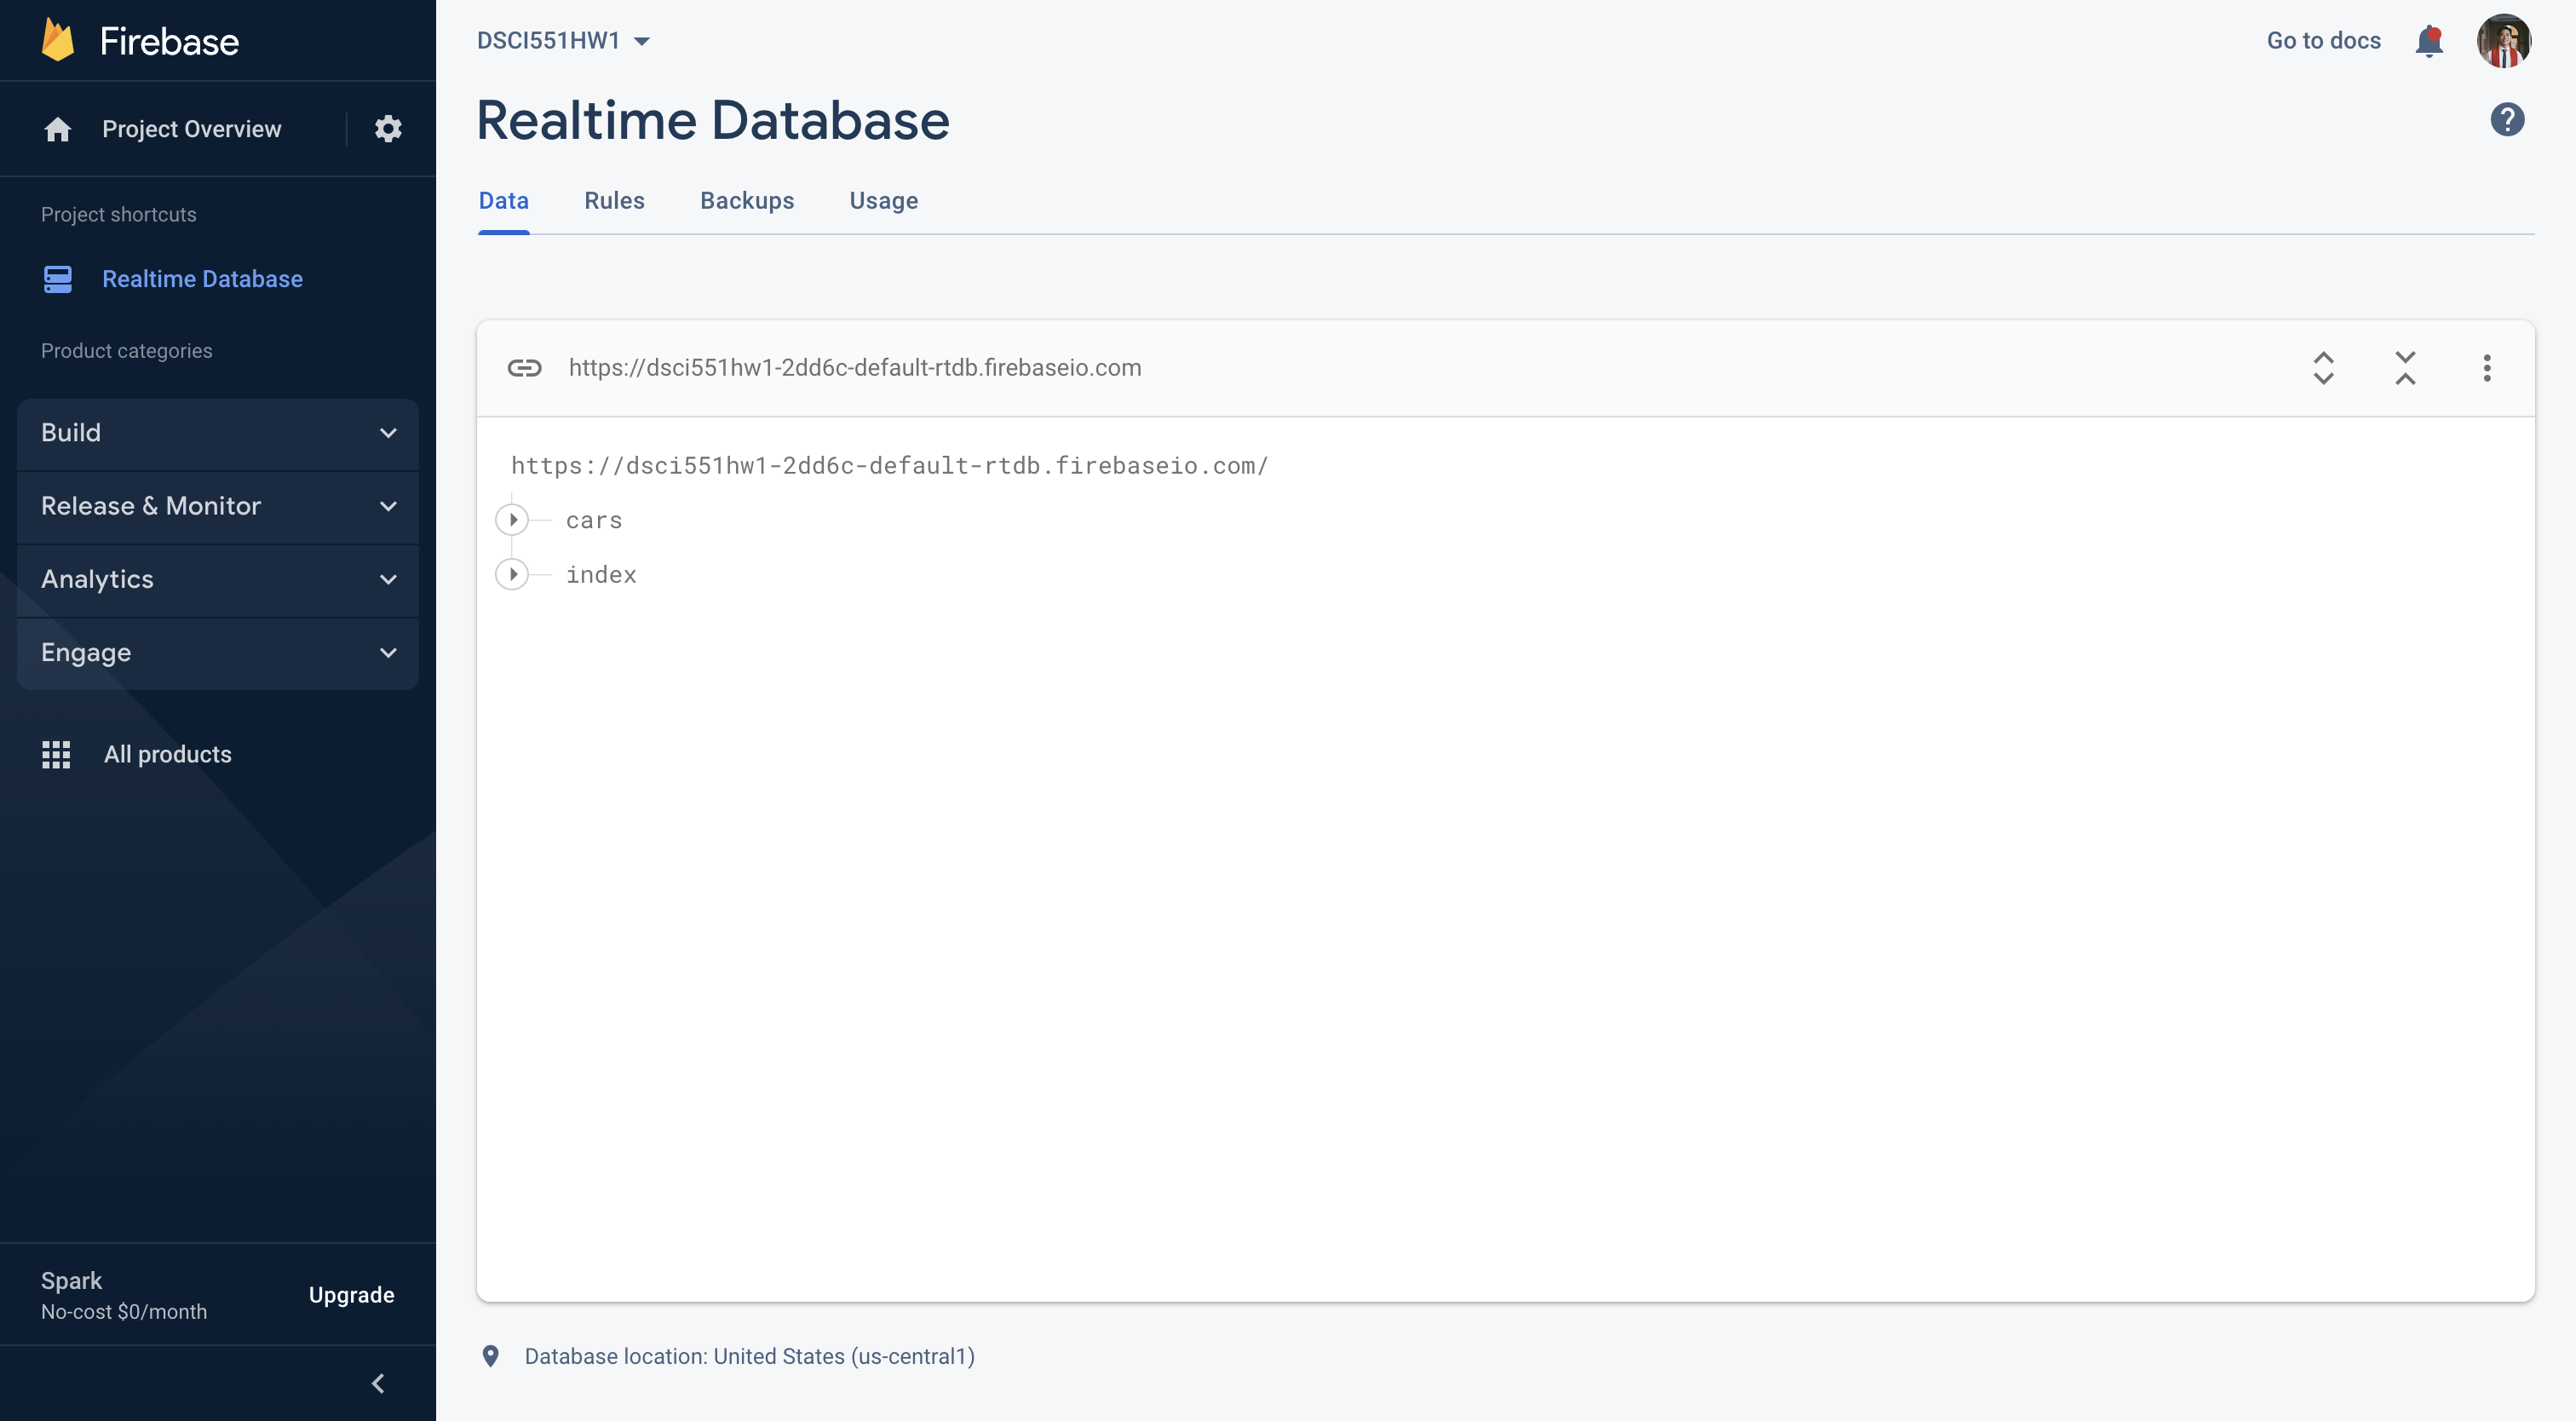 Firebase
Project Overview
Project shortcuts
Realtime Database
Product categories
Build
Release & Monitor
Analytics
Engage
All products
Spark
No-cost $0/month
Upgrade
DSCI551HW1
Go to docs
Realtime Database
Data
Rules
Backups
Usage
https://dsci551hw1-2dd6c-default-rtdb.firebaseio.com
https://dsci551hw1-2dd6c-default-rtdb.firebaseio.com/
cars
index
Database location: United States (us-central1)